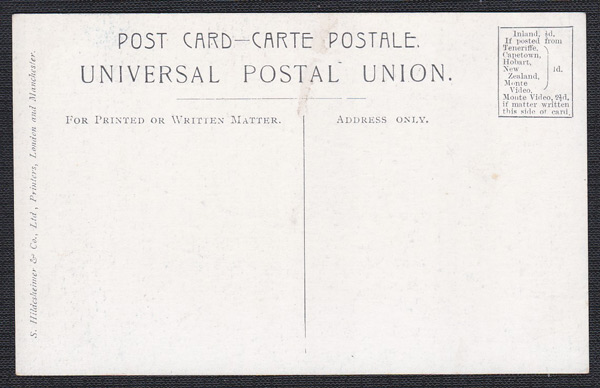 POST CARD—CARTE POSTALE.
UNIVERSAL POSTAL UNION.
FOR PRINTED OR WRITTEN MATTER.
ADDRESS ONLY.
Inland, ½d.
If posted from
Teneriffe,
Capetown,
Hobart,
New
Zealand,
Monte
Video,
1d.
Monte Video, 2½d.
if matter written
this side of card.
S. Hildesheimer & Co., Ltd., Printers, London and Manchester.